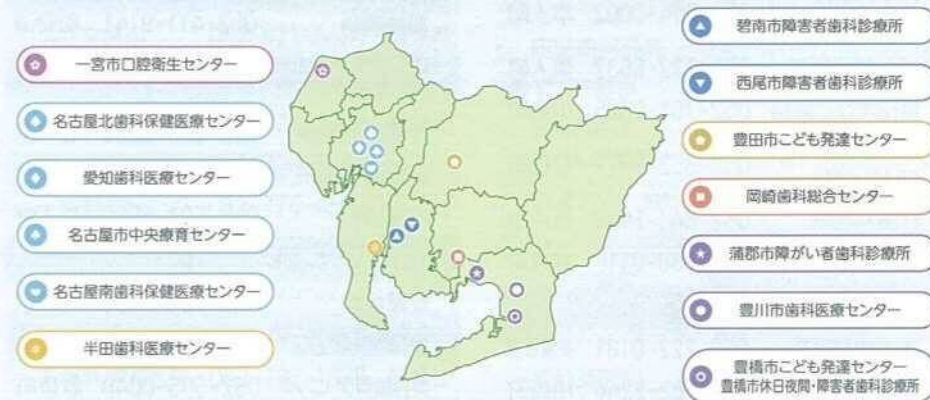 一宮市口腔衛生センター
名古屋北歯科保健医療センター
愛知歯科医療センター
名古屋市中央療育センター
名古屋南歯科保健医療センター
半田歯科医療センター
碧南市障害者歯科診療所
西尾市障害者歯科診療所
豊田市こども発達センター
岡崎歯科総合センター
蒲郡市障がい者歯科診療所
豊川市歯科医療センター
豊橋市こども発達センター
豊橋市休日夜間・障害者歯科診療所